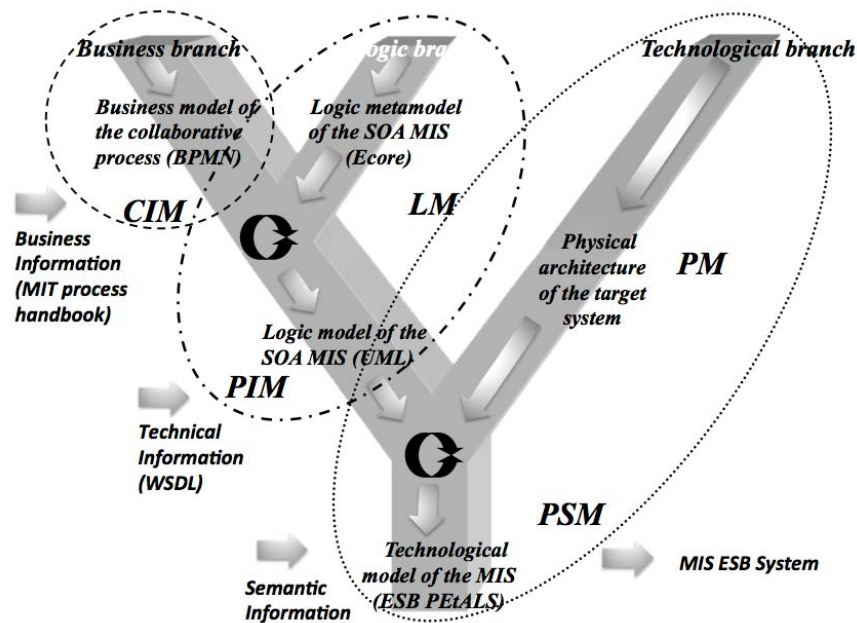 Business branch
ogic bra
Technological branch
Business model of
the collaborative
process (BPMN)
Logic metamodel
of the SOA MIS
(Ecore)
CIM
LM
Business
Information
(MIT process
handbook)
Physical
architecture
of the target
system
PM
Logic model of the
SOA MIS (UML)
PIM
Technical
Information
(WSDL)
PSM
Technological
model of the MIS
(ESB PEtALS)
MIS ESB System
Semantic
Information